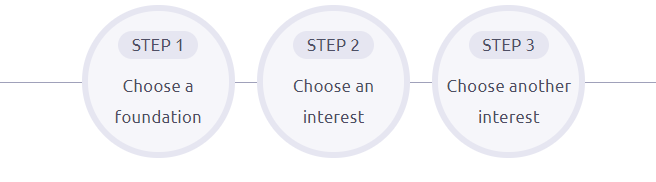 STEP 1
Choose a
foundation
STEP 2
Choose an
interest
STEP 3
Choose another
interest